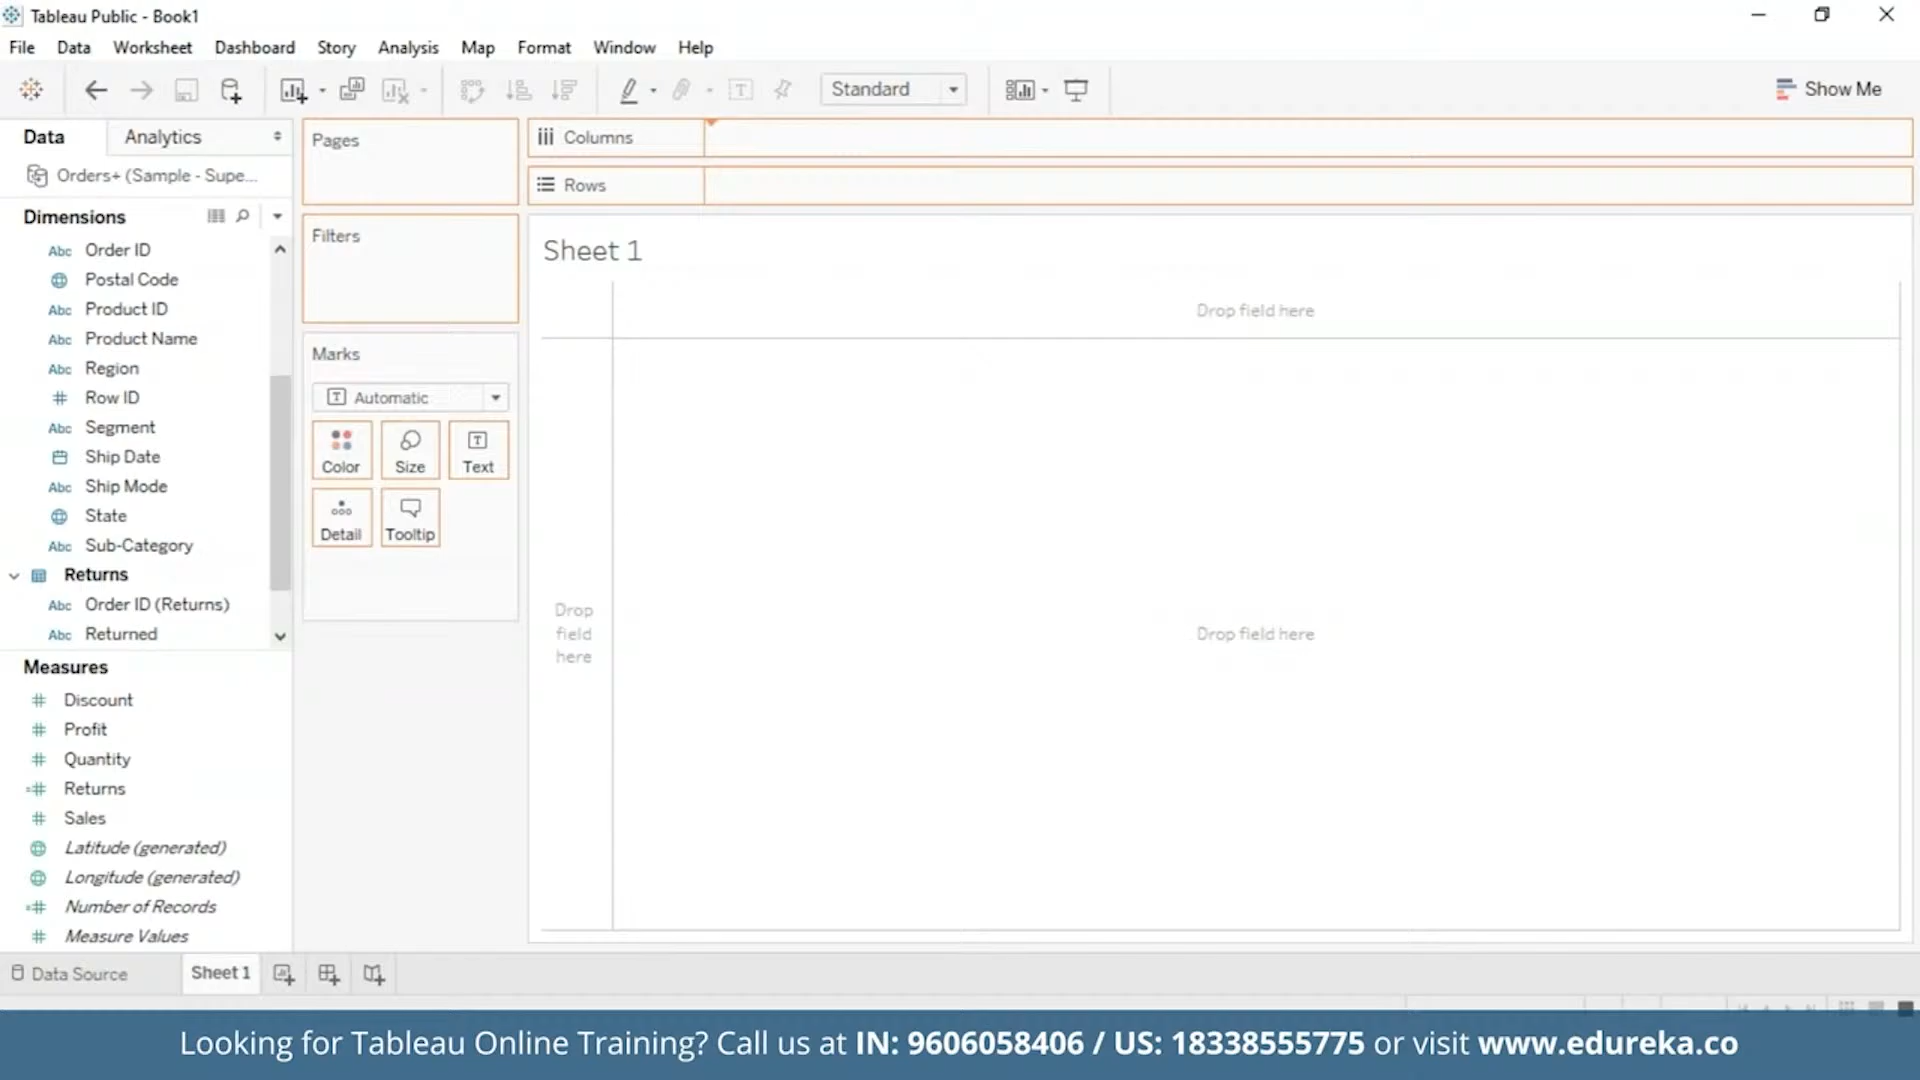 Tableau Public - Book1
File Data Worksheet Dashboard Story Analysis Map Format Window Help
Standard
Show Me
Data Analytics
Orders+ (Sample - Supe...
Dimensions
Abc Order ID
Postal Code
Abc Product ID
Abc Product Name
Abc Region
# Row ID
Abc Segment
Ship Date
Abc Ship Mode
State
Abc Sub-Category
Returns
Abc Order ID (Returns)
Abc Returned
Measures
# Discount
# Profit
# Quantity
=# Returns
# Sales
Latitude (generated)
Longitude (generated)
=# Number of Records
# Measure Values
Pages
Filters
Marks
T Automatic
Color Size Text
Detail Tooltip
Columns
Rows
Sheet 1
Drop field here
Drop
field
here
Drop field here
Data Source Sheet 1
Looking for Tableau Online Training? Call us at IN: 9606058406 / US: 18338555775 or visit www.edureka.co